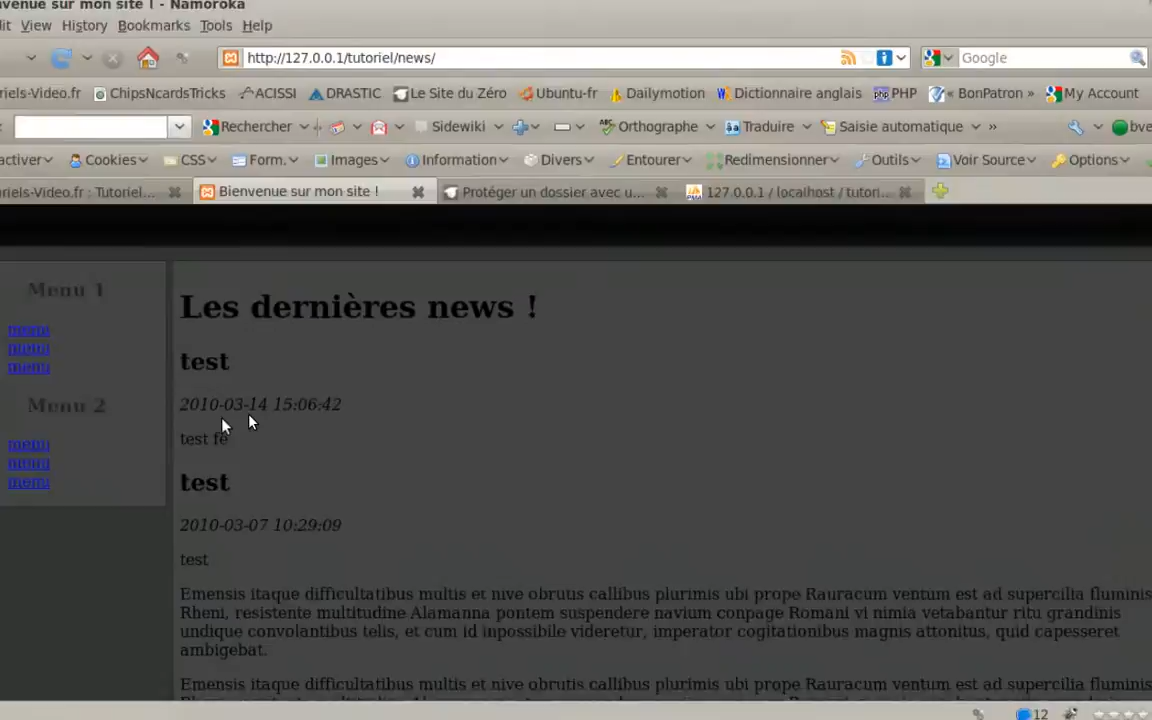 nvenue sur mon site ! - Namoroka
dit View History Bookmarks Tools Help
http://127.0.0.1/tutoriel/news/ Google
riels-Video.fr ChipsNcardsTricks ACISSI DRASTIC Le Site du Zéro Ubuntu-fr Dailymotion Dictionnaire anglais PHP « BonPatron » My Account
Rechercher Sidewiki Orthographe Traduire Saisie automatique » bve
activer Cookies CSS Form. Images Information Divers Entourer Redimensionner Outils Voir Source Options
riels-Video.fr : Tutoriel... Bienvenue sur mon site ! Protéger un dossier avec u... 127.0.0.1 / localhost / tutori...
Menu 1
menu
menu
menu
Menu 2
menu
menu
menu
Les dernières news !
test
2010-03-14 15:06:42
test fe
test
2010-03-07 10:29:09
test
Emensis itaque difficultatibus multis et nive obrutis callibus plurimis ubi prope Rauracum ventum est ad supercilia fluminis
Rheni, resistente multitudine Alamanna pontem suspendere navium conpage Romani vi nimia vetabantur ritu grandinis
undique convolantibus telis, et cum id inpossibile videretur, imperator cogitationibus magnis attonitus, quid capesseret
ambigebat.
Emensis itaque difficultatibus multis et nive obrutis callibus plurimis ubi prope Rauracum ventum est ad supercilia fluminis
12